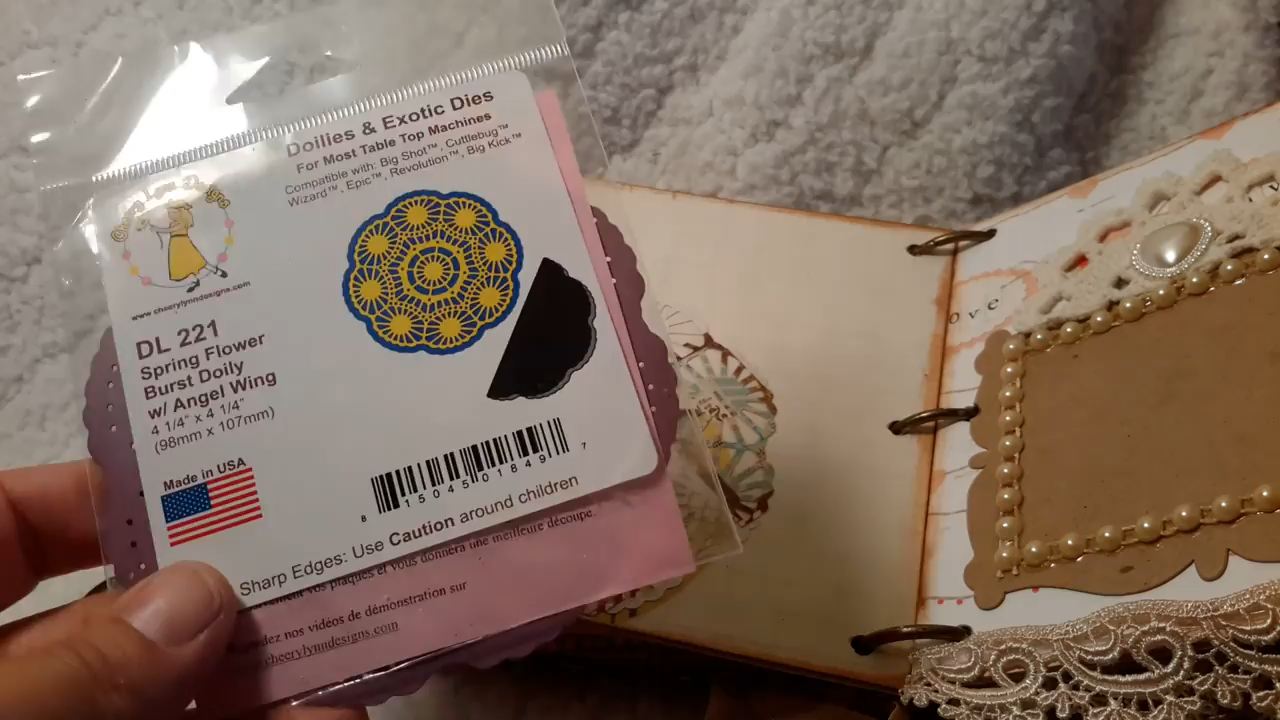 Doilies & Exotic Dies
For Most Table Top Machines
Compatible with: Big Shot™, Cuttlebug™
Wizard™, Epic™, Revolution™, Big Kick™
www.cheerylynndesigns.com
DL 221
Spring Flower
Burst Doily
w/ Angel Wing
4 1/4" x 4 1/4"
(98mm x 107mm)
Made in USA
8 15045 01849 7
Sharp Edges: Use Caution around children
vos plaques et vous donnera une meilleure découpe.
nos vidéos de démonstration sur
cheerylynndesigns.com
ove